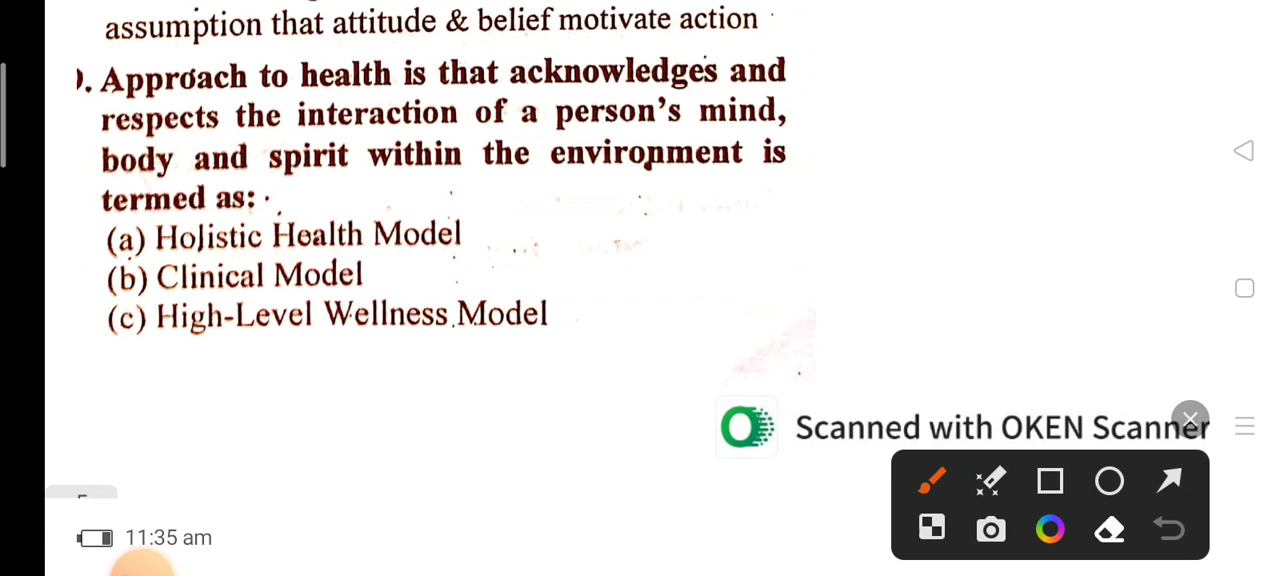 assumption that attitude & belief motivate action
). Approach to health is that acknowledges and
respects the interaction of a person's mind,
body and spirit within the environment is
termed as:
(a) Holistic Health Model
(b) Clinical Model
(c) High-Level Wellness Model
Scanned with OKEN Scanner
11:35 am